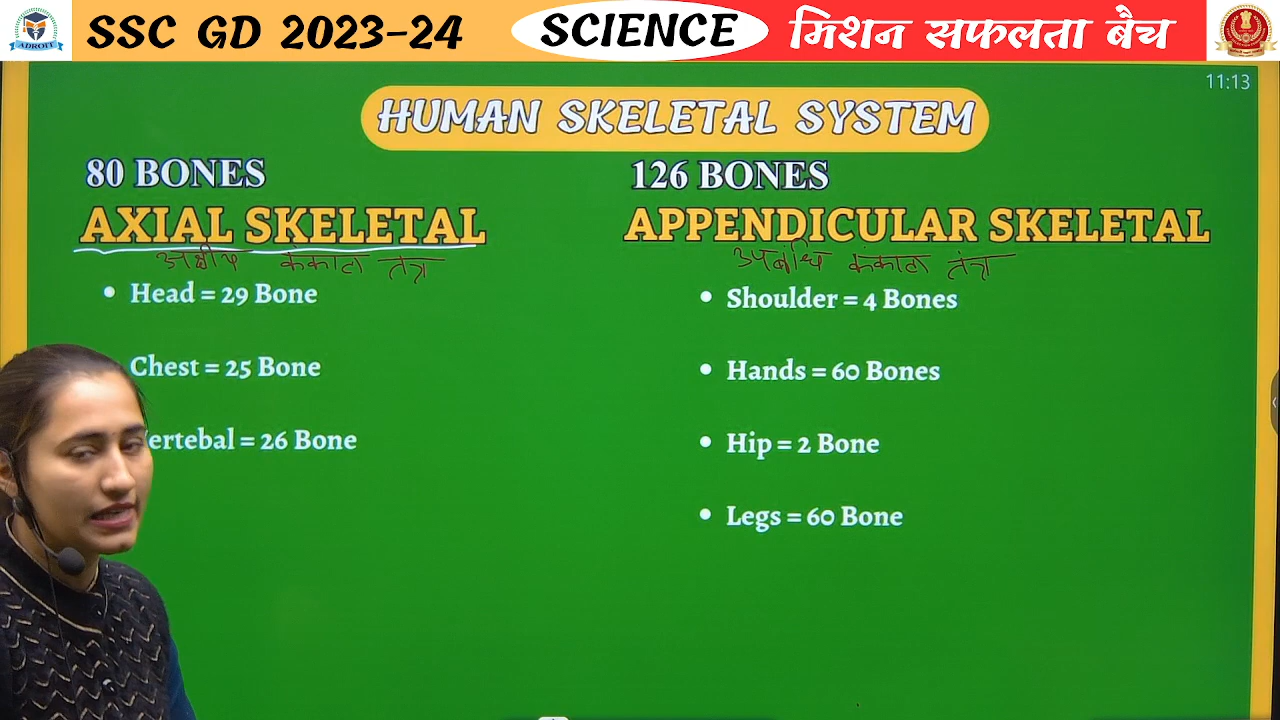 SSC GD 2023-24 SCIENCE मिशन सफलता बैच
ADROIT
11:13
HUMAN SKELETAL SYSTEM
80 BONES
AXIAL SKELETAL
अक्षीय कंकाल तंत्र
Head = 29 Bone
Chest = 25 Bone
ertebal = 26 Bone
126 BONES
APPENDICULAR SKELETAL
उपबंधि कंकाल तंत्र
Shoulder = 4 Bones
Hands = 60 Bones
Hip = 2 Bone
Legs = 60 Bone